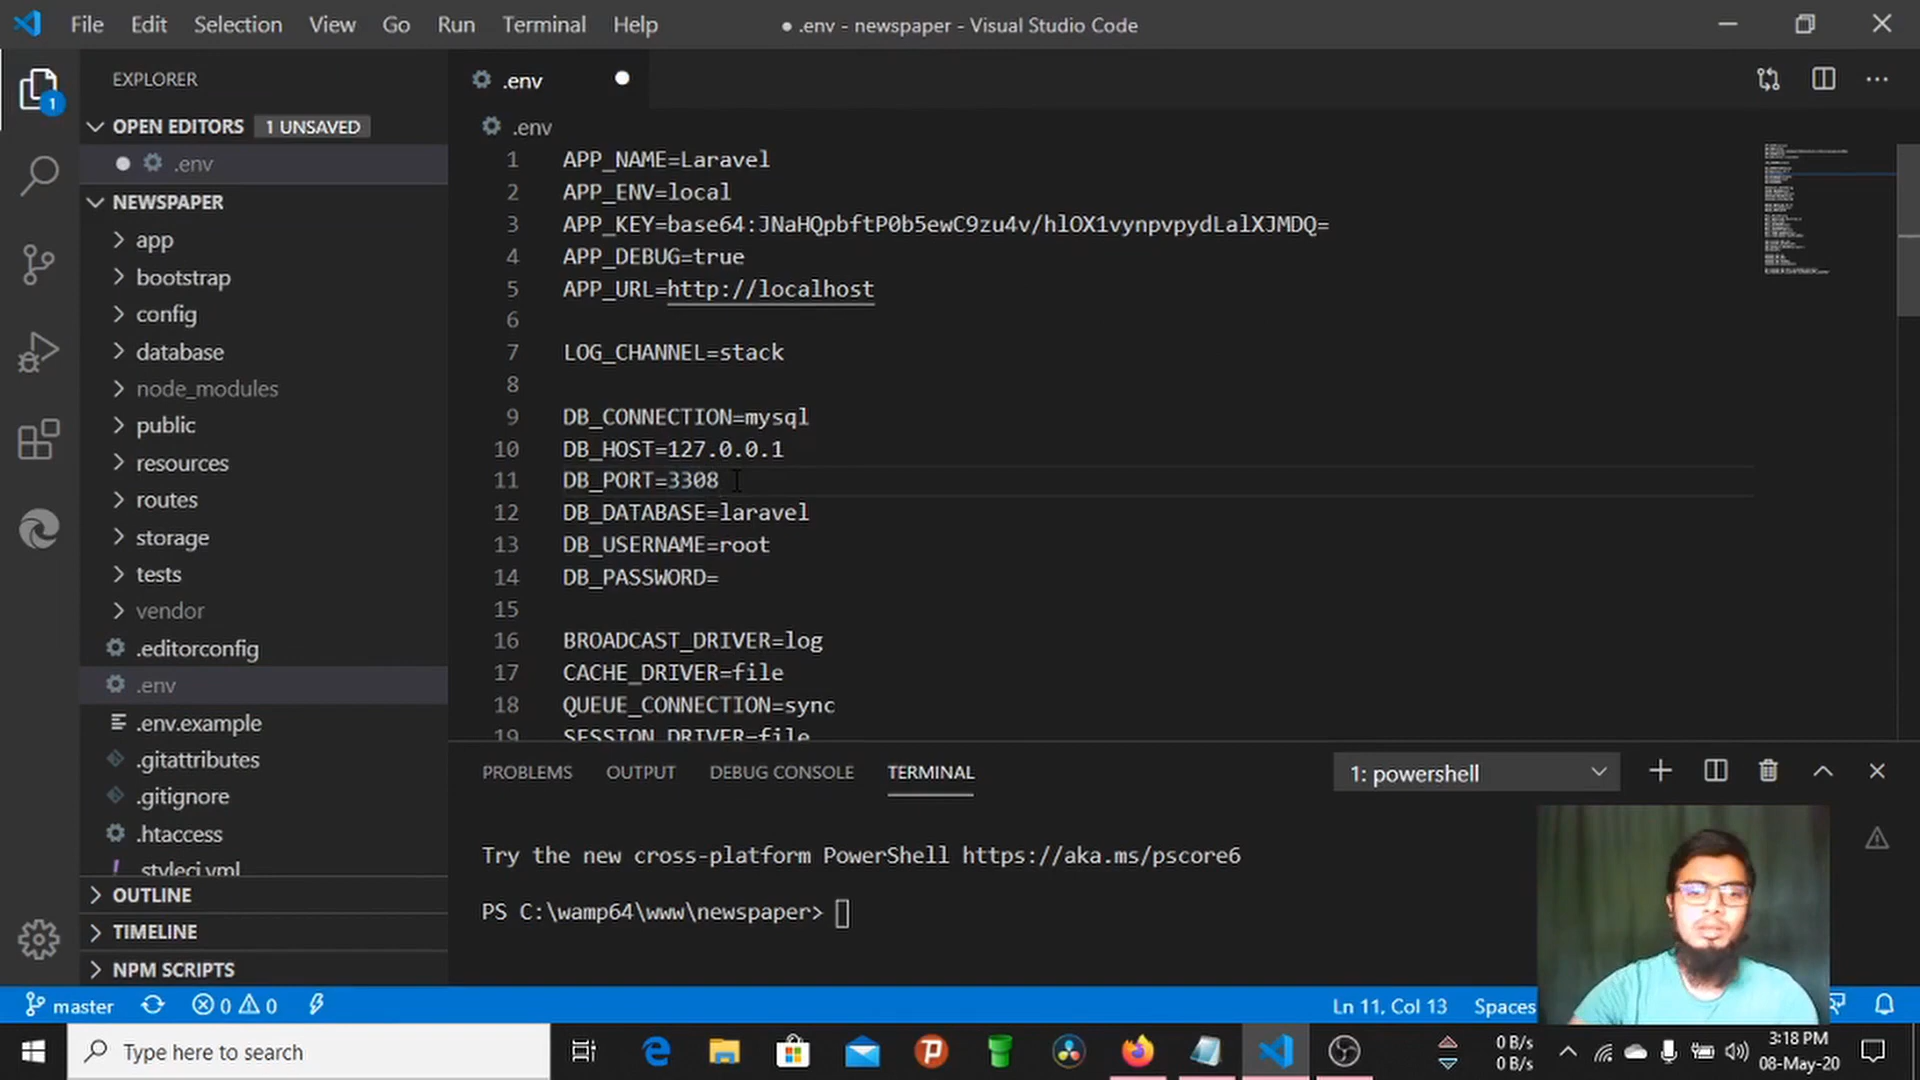 File Edit Selection View Go Run Terminal Help
● .env - newspaper - Visual Studio Code
EXPLORER
OPEN EDITORS 1 UNSAVED
.env
NEWSPAPER
app
bootstrap
config
database
node_modules
public
resources
routes
storage
tests
vendor
.editorconfig
.env
.env.example
.gitattributes
.gitignore
.htaccess
.styleci.yml
OUTLINE
TIMELINE
NPM SCRIPTS
1
.env
.env
1 APP_NAME=Laravel
2 APP_ENV=local
3 APP_KEY=base64:JNaHQpbftP0b5ewC9zu4v/hlOX1vynpvpydLalXJMDQ=
4 APP_DEBUG=true
5 APP_URL=http://localhost
6
7 LOG_CHANNEL=stack
8
9 DB_CONNECTION=mysql
10 DB_HOST=127.0.0.1
11 DB_PORT=3308
12 DB_DATABASE=laravel
13 DB_USERNAME=root
14 DB_PASSWORD=
15
16 BROADCAST_DRIVER=log
17 CACHE_DRIVER=file
18 QUEUE_CONNECTION=sync
19 SESSION_DRIVER=file
PROBLEMS OUTPUT DEBUG CONSOLE TERMINAL
1: powershell
Try the new cross-platform PowerShell https://aka.ms/pscore6
PS C:\wamp64\www\newspaper>
master 0 0
Ln 11, Col 13 Spaces
Type here to search
0 B/s
0 B/s
3:18 PM
08-May-20